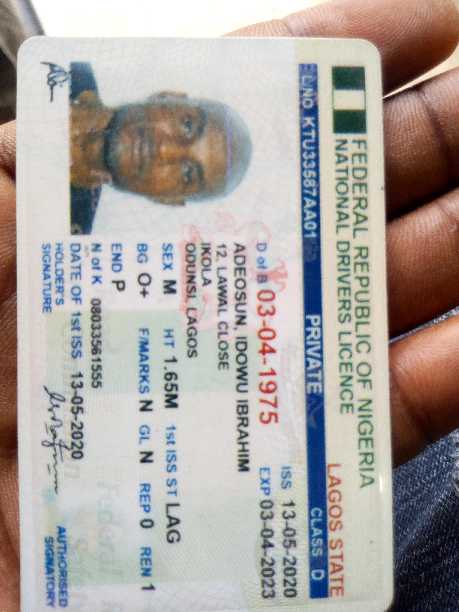 FEDERAL REPUBLIC OF NIGERIA
NATIONAL DRIVERS LICENCE
LAGOS STATE
L/NO KTU33587AA01 PRIVATE CLASS D
D of B 03-04-1975
ISS 13-05-2020
EXP 03-04-2023
ADEOSUN, IDOWU IBRAHIM
12, LAWAL CLOSE
IKOLA
ODUNSI, LAGOS
SEX M HT 1.65M 1st ISS ST LAG
BG O+ F/MARKS N GL N REP 0 REN 1
END P
N of K 08033561555
DATE OF 1st ISS 13-05-2020
HOLDER'S
SIGNATURE
AUTHORISED
SIGNATORY